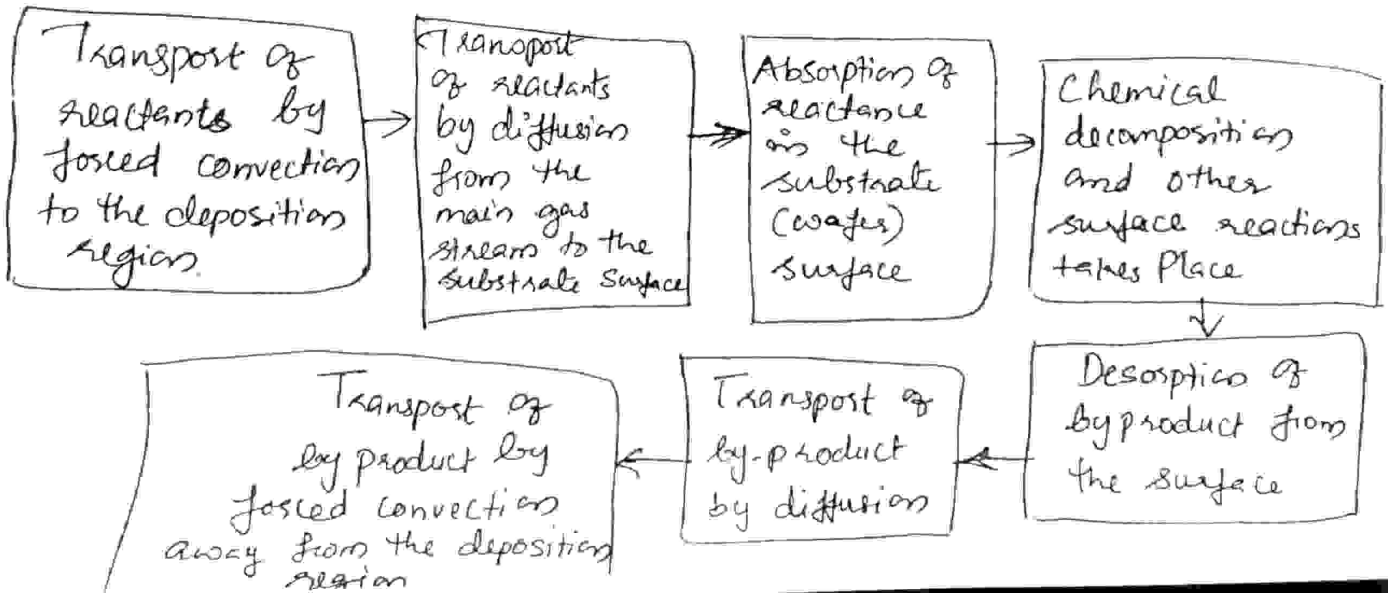 Transport of
reactants by
forced convection
to the deposition
region.
Transport
of reactants
by diffusion
from the
main gas
stream to the
substrate surface
Absorption of
reactance
in the
substrate
(wafer)
surface
Chemical
decomposition
and other
surface reactions
takes Place
Desorption of
byproduct from
the surface
Transport of
by-product
by diffusion
Transport of
by product by
forced convection
away from the deposition
region